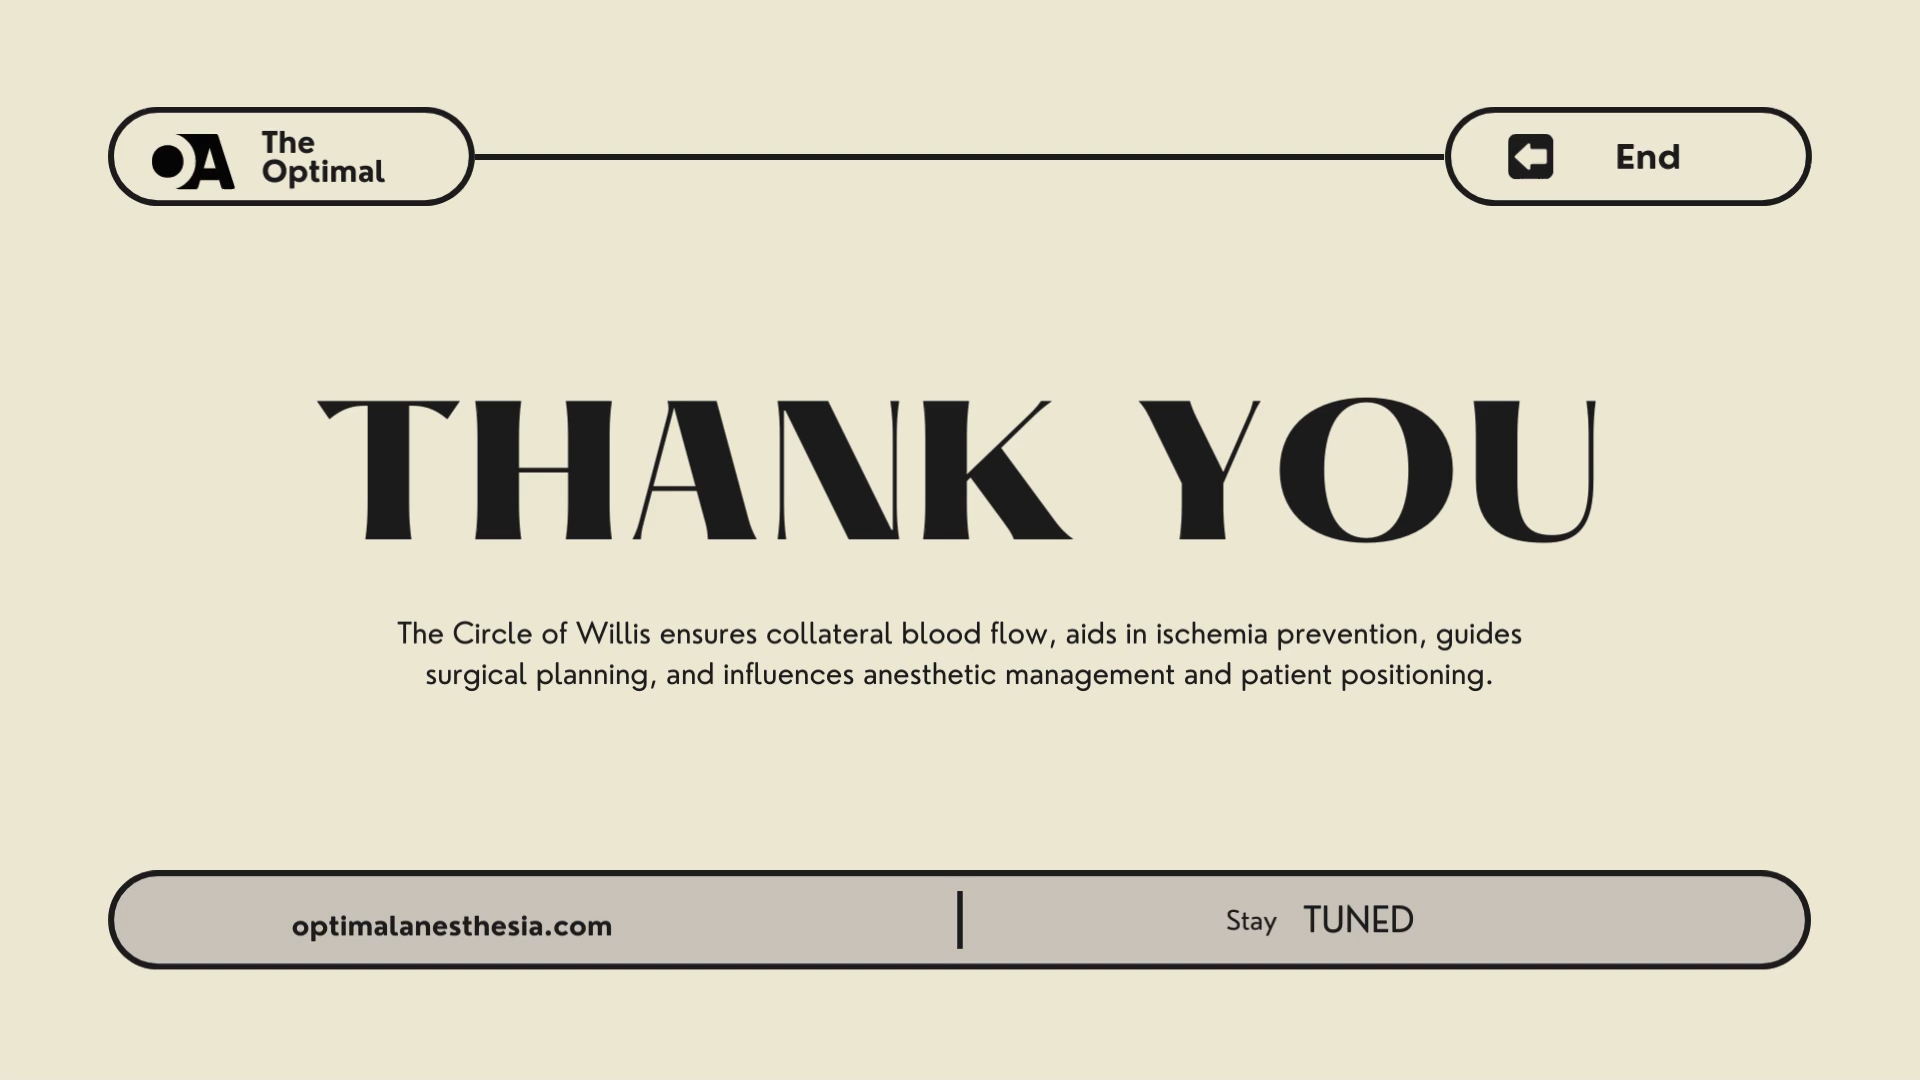 OA The
Optimal
End
THANK YOU
The Circle of Willis ensures collateral blood flow, aids in ischemia prevention, guides
surgical planning, and influences anesthetic management and patient positioning.
optimalanesthesia.com
Stay TUNED